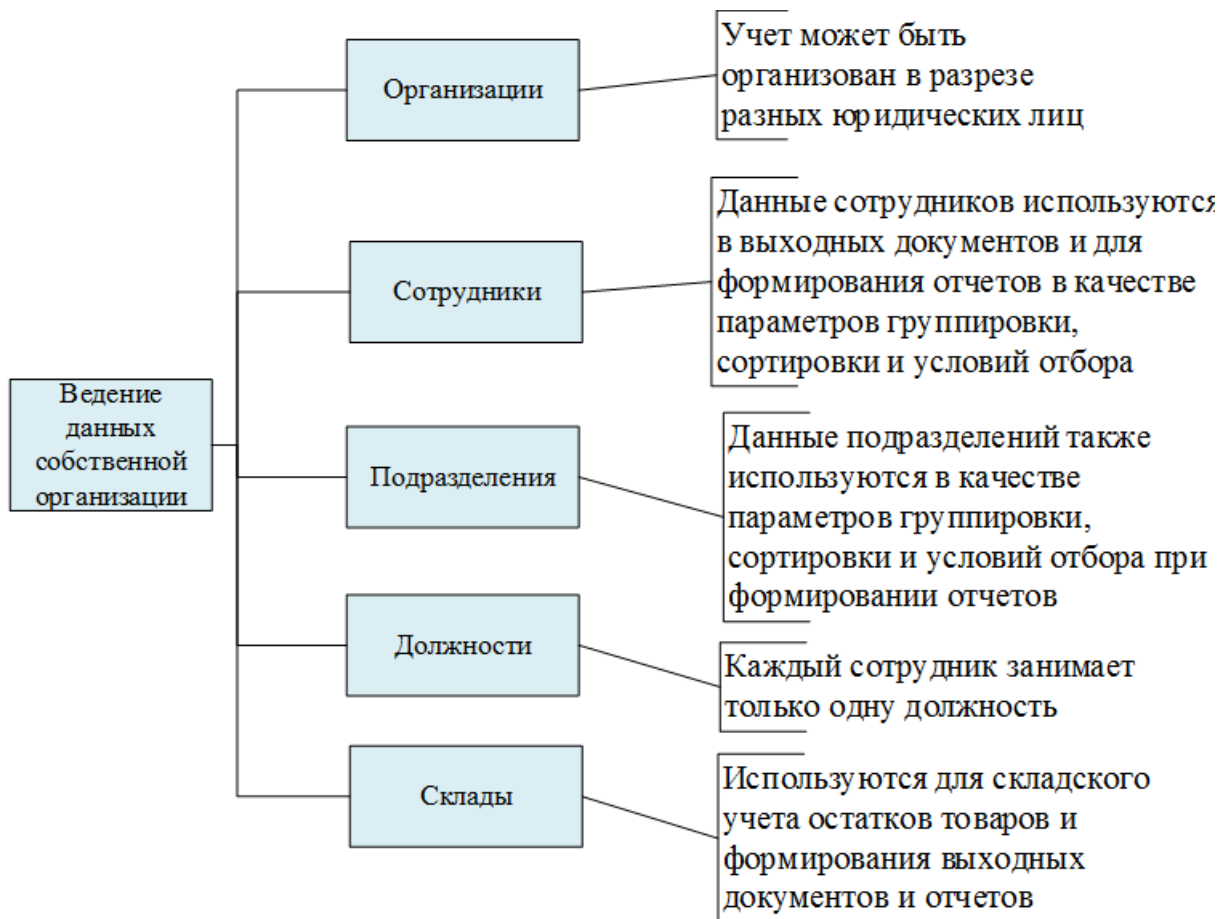 Ведение
данных
собственной
организации
Организации
Учет может быть
организован в разрезе
разных юридических лиц
Сотрудники
Данные сотрудников используются
в выходных документов и для
формирования отчетов в качестве
параметров группировки,
сортировки и условий отбора
Подразделения
Данные подразделений также
используются в качестве
параметров группировки,
сортировки и условий отбора при
формировании отчетов
Должности
Каждый сотрудник занимает
только одну должность
Склады
Используются для складского
учета остатков товаров и
формирования выходных
документов и отчетов